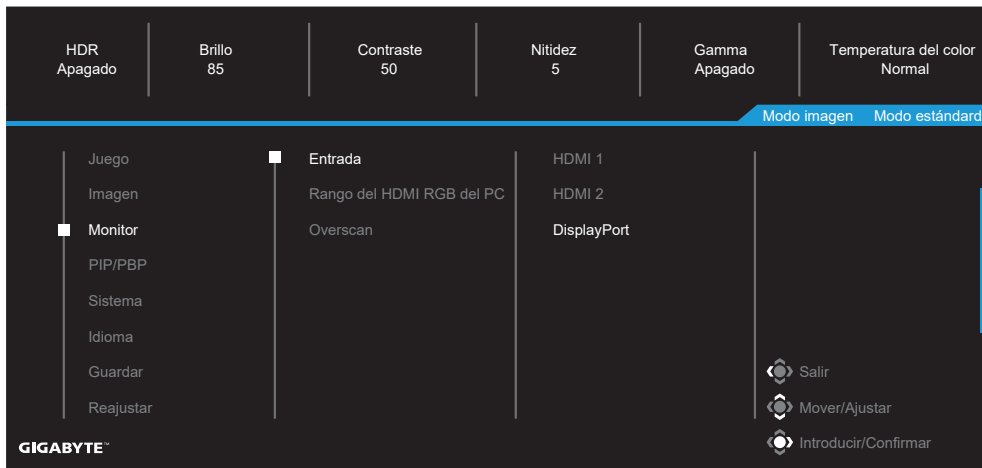 HDR
Apagado
Brillo
85
Contraste
50
Nitidez
5
Gamma
Apagado
Temperatura del color
Normal
Modo imagen Modo estándard
Juego
Imagen
Monitor
PIP/PBP
Sistema
Idioma
Guardar
Reajustar
Entrada
Rango del HDMI RGB del PC
Overscan
HDMI 1
HDMI 2
DisplayPort
Salir
Mover/Ajustar
Introducir/Confirmar
GIGABYTE™